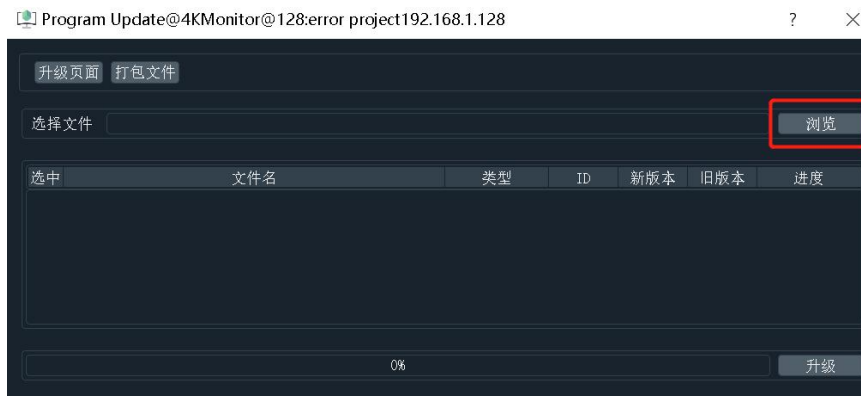 Program Update@4KMonitor@128:error project192.168.1.128 ?
升级页面 打包文件
选择文件 浏览
选中 文件名 类型 ID 新版本 旧版本 进度
0% 升级